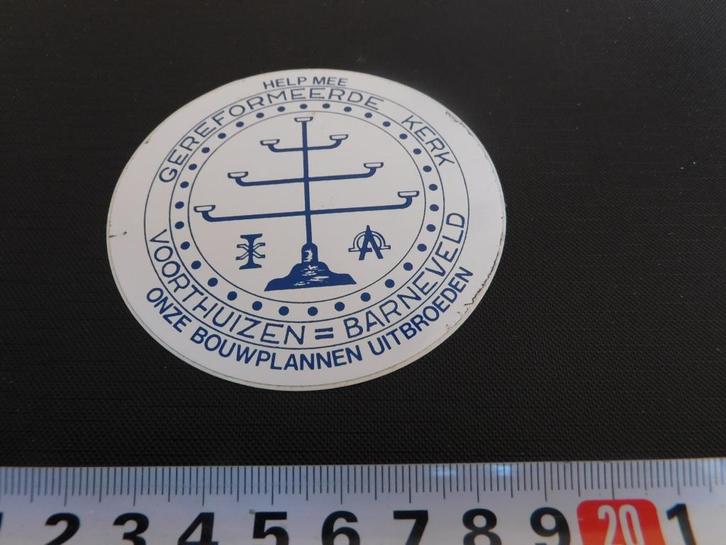 HELP MEE
GEREFORMEERDE KERK
VOORTHUIZEN = BARNEVELD
ONZE BOUWPLANNEN UITBROEDEN
2 3 4 5 6 7 8 9 20 1